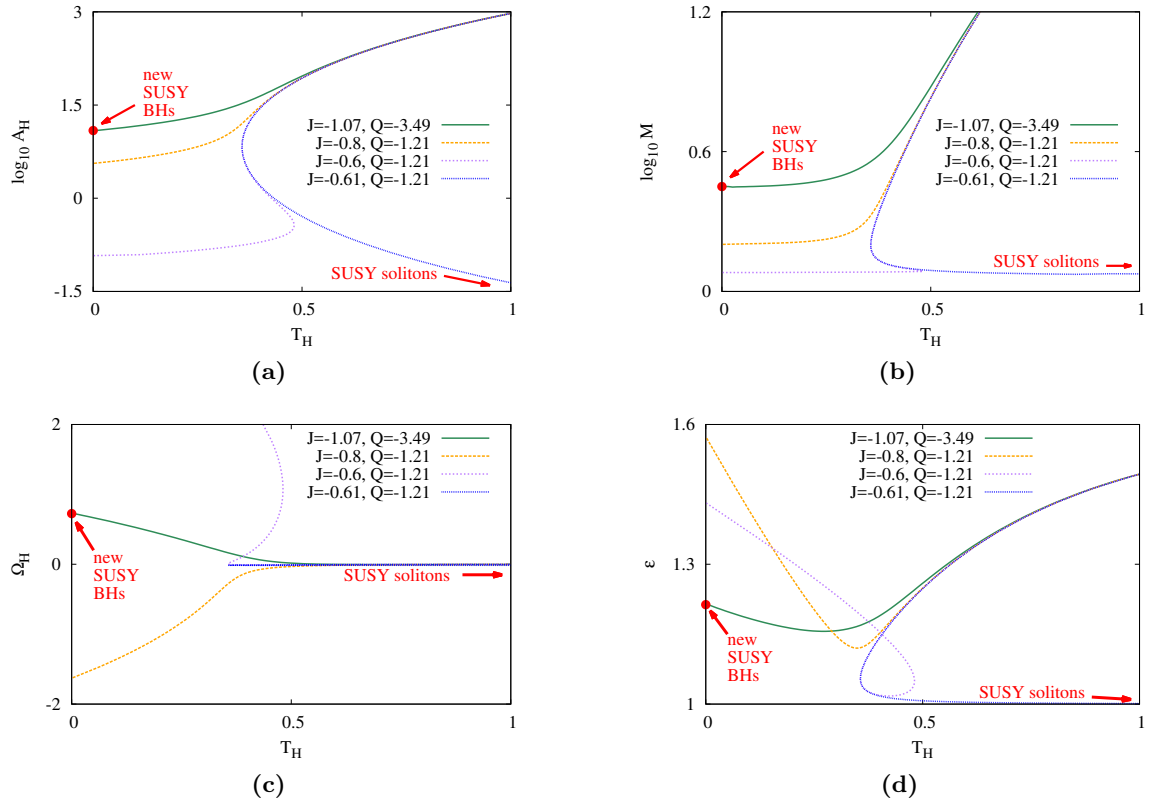 3
1.5
0
-1.5
0
0.5
1
log10 AH
TH
new
SUSY
BHs
J=-1.07, Q=-3.49
J=-0.8, Q=-1.21
J=-0.6, Q=-1.21
J=-0.61, Q=-1.21
SUSY solitons
(a)
1.2
0.6
0
0
0.5
1
log10 M
TH
new
SUSY
BHs
J=-1.07, Q=-3.49
J=-0.8, Q=-1.21
J=-0.6, Q=-1.21
J=-0.61, Q=-1.21
SUSY solitons
(b)
2
0
-2
0
0.5
1
ΩH
TH
J=-1.07, Q=-3.49
J=-0.8, Q=-1.21
J=-0.6, Q=-1.21
J=-0.61, Q=-1.21
new
SUSY
BHs
SUSY solitons
(c)
1.6
1.3
1
0
0.5
1
ε
TH
J=-1.07, Q=-3.49
J=-0.8, Q=-1.21
J=-0.6, Q=-1.21
J=-0.61, Q=-1.21
new
SUSY
BHs
SUSY solitons
(d)